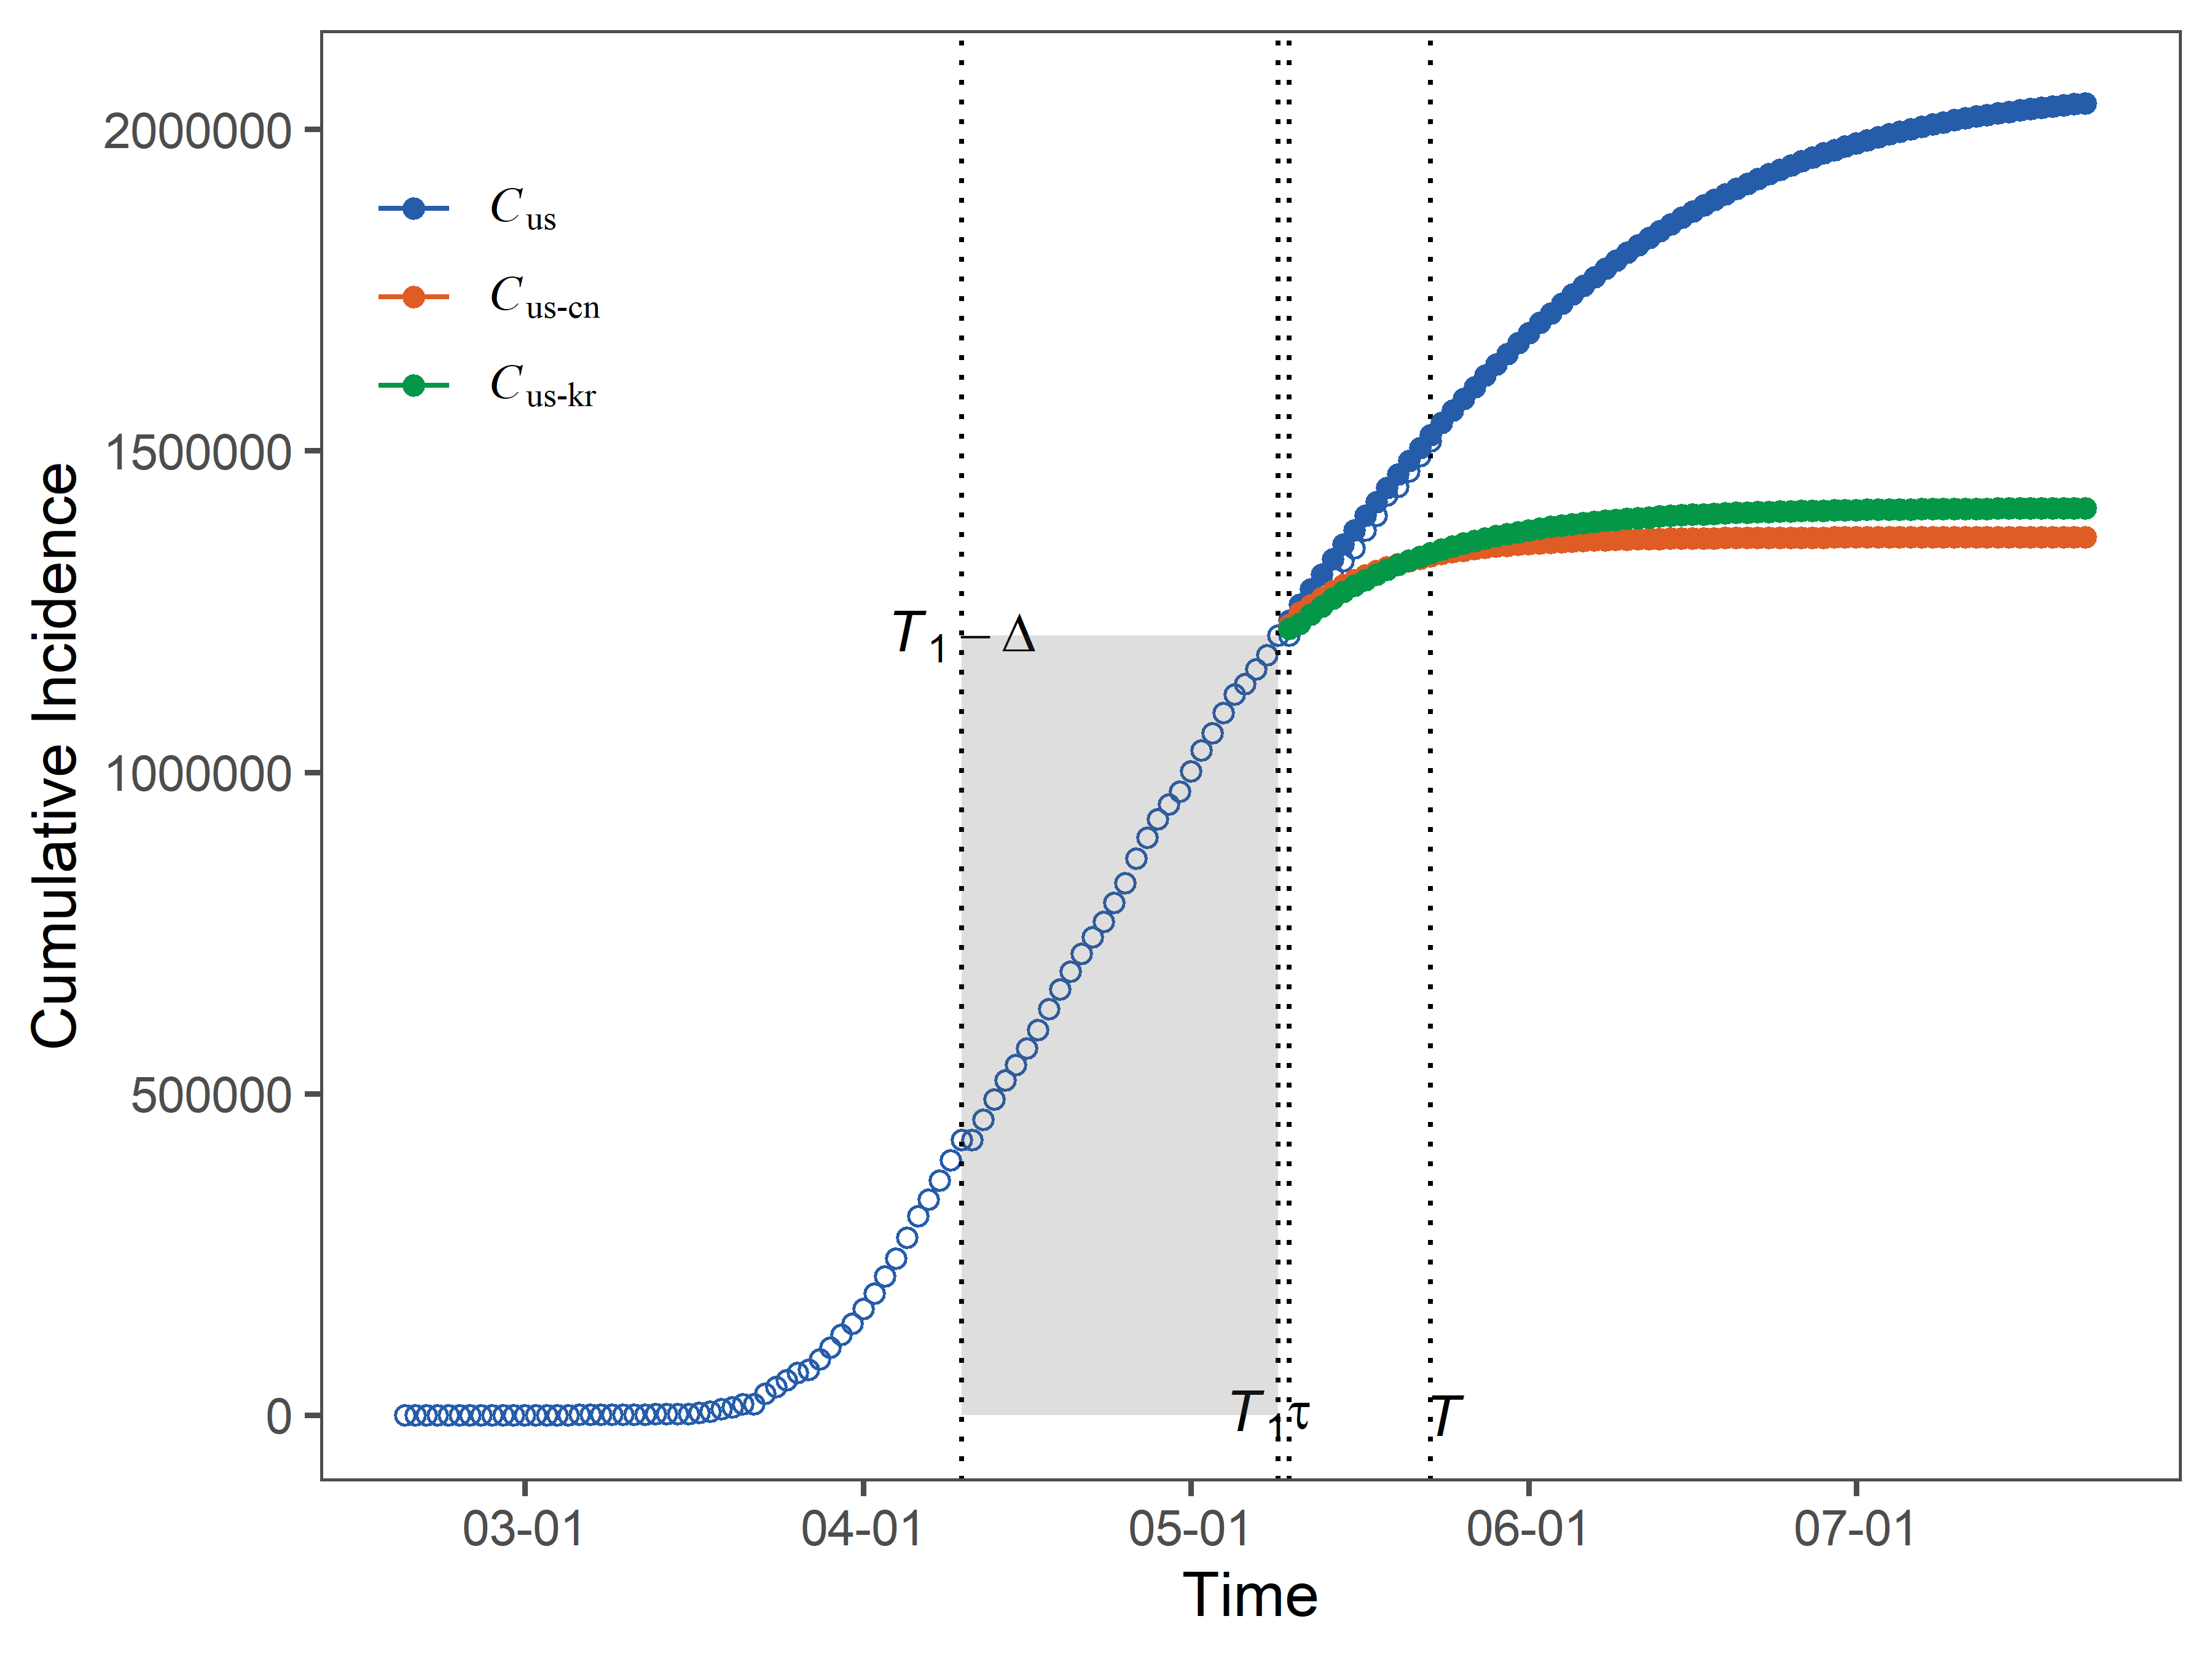 2000000
1500000
1000000
500000
0
Cumulative Incidence
C us
C us-cn
C us-kr
T 1 − Δ
T 1 τ
T
03-01
04-01
05-01
06-01
07-01
Time